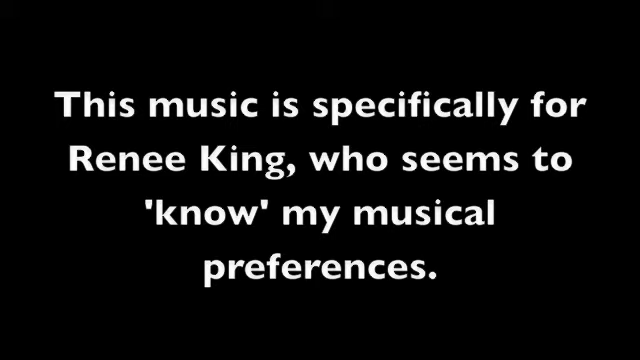 This music is specifically for
Renee King, who seems to
'know' my musical
preferences.